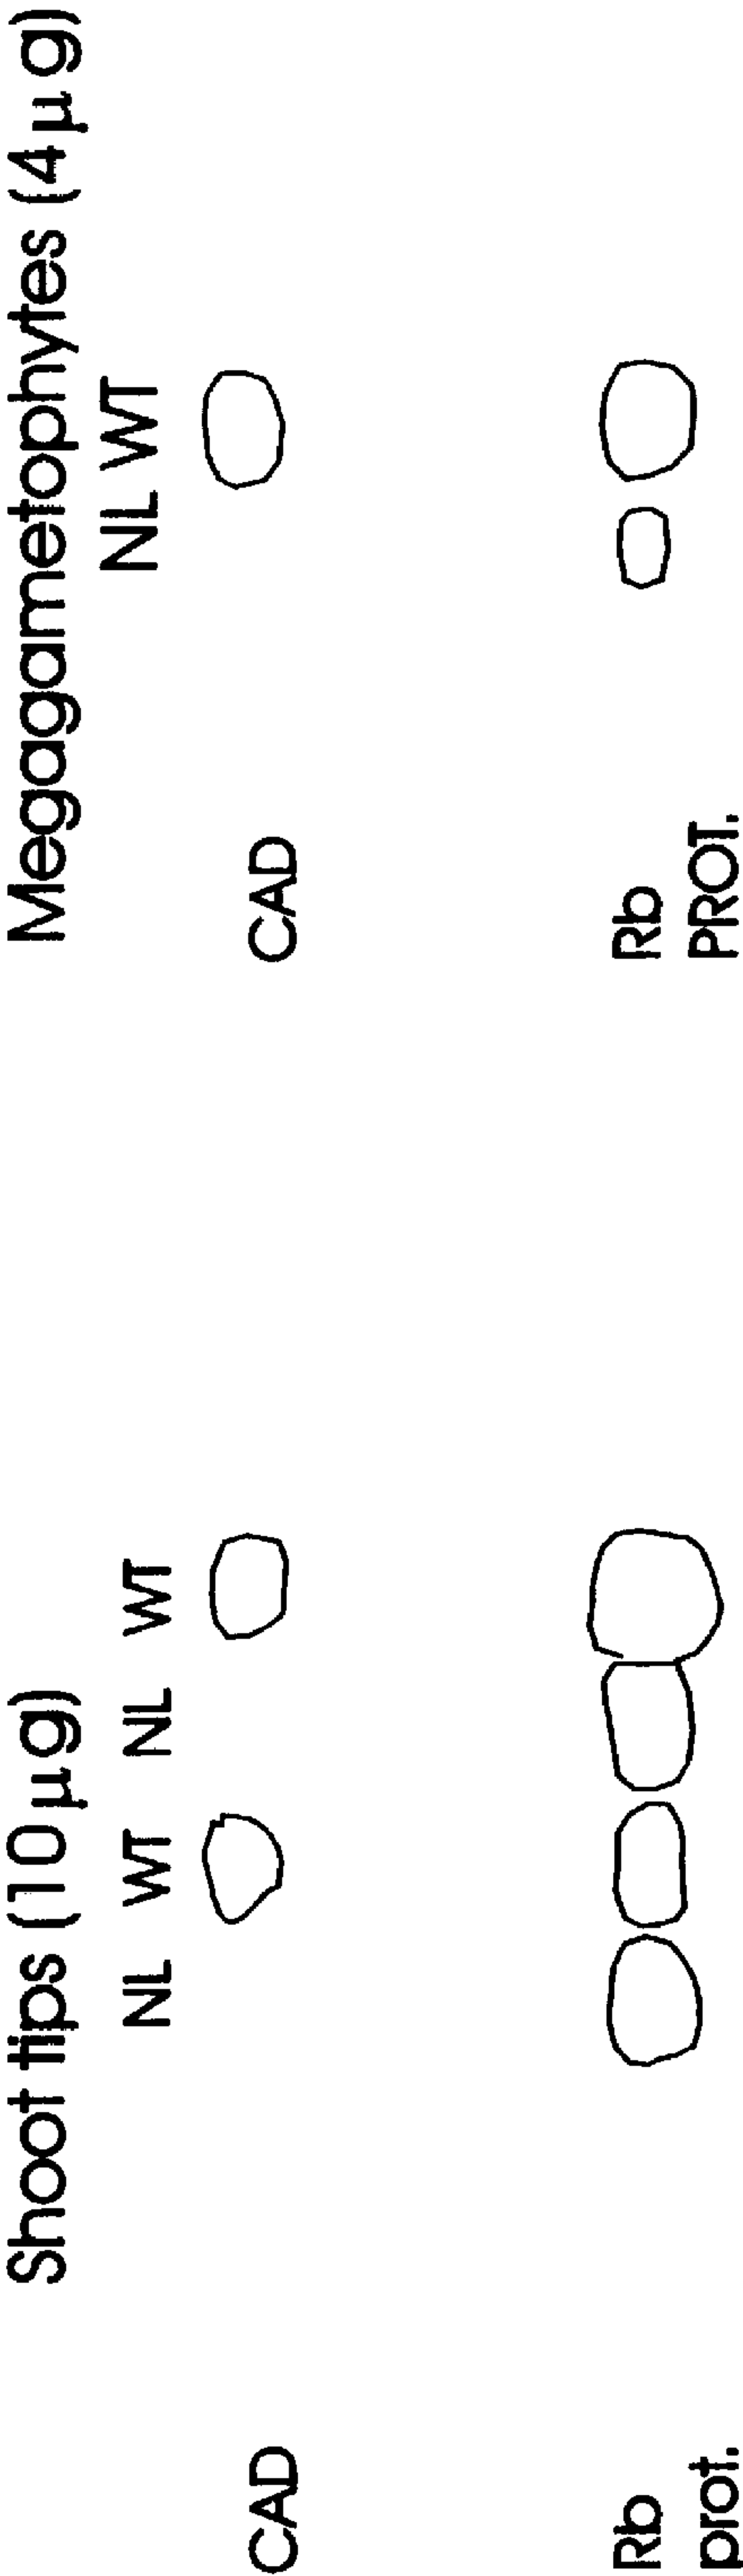 Shoot tips (10 µg)
NL WT NL WT
CAD
Rb
prot.
Megagametophytes (4 µg)
NL WT
CAD
Rb
PROT.